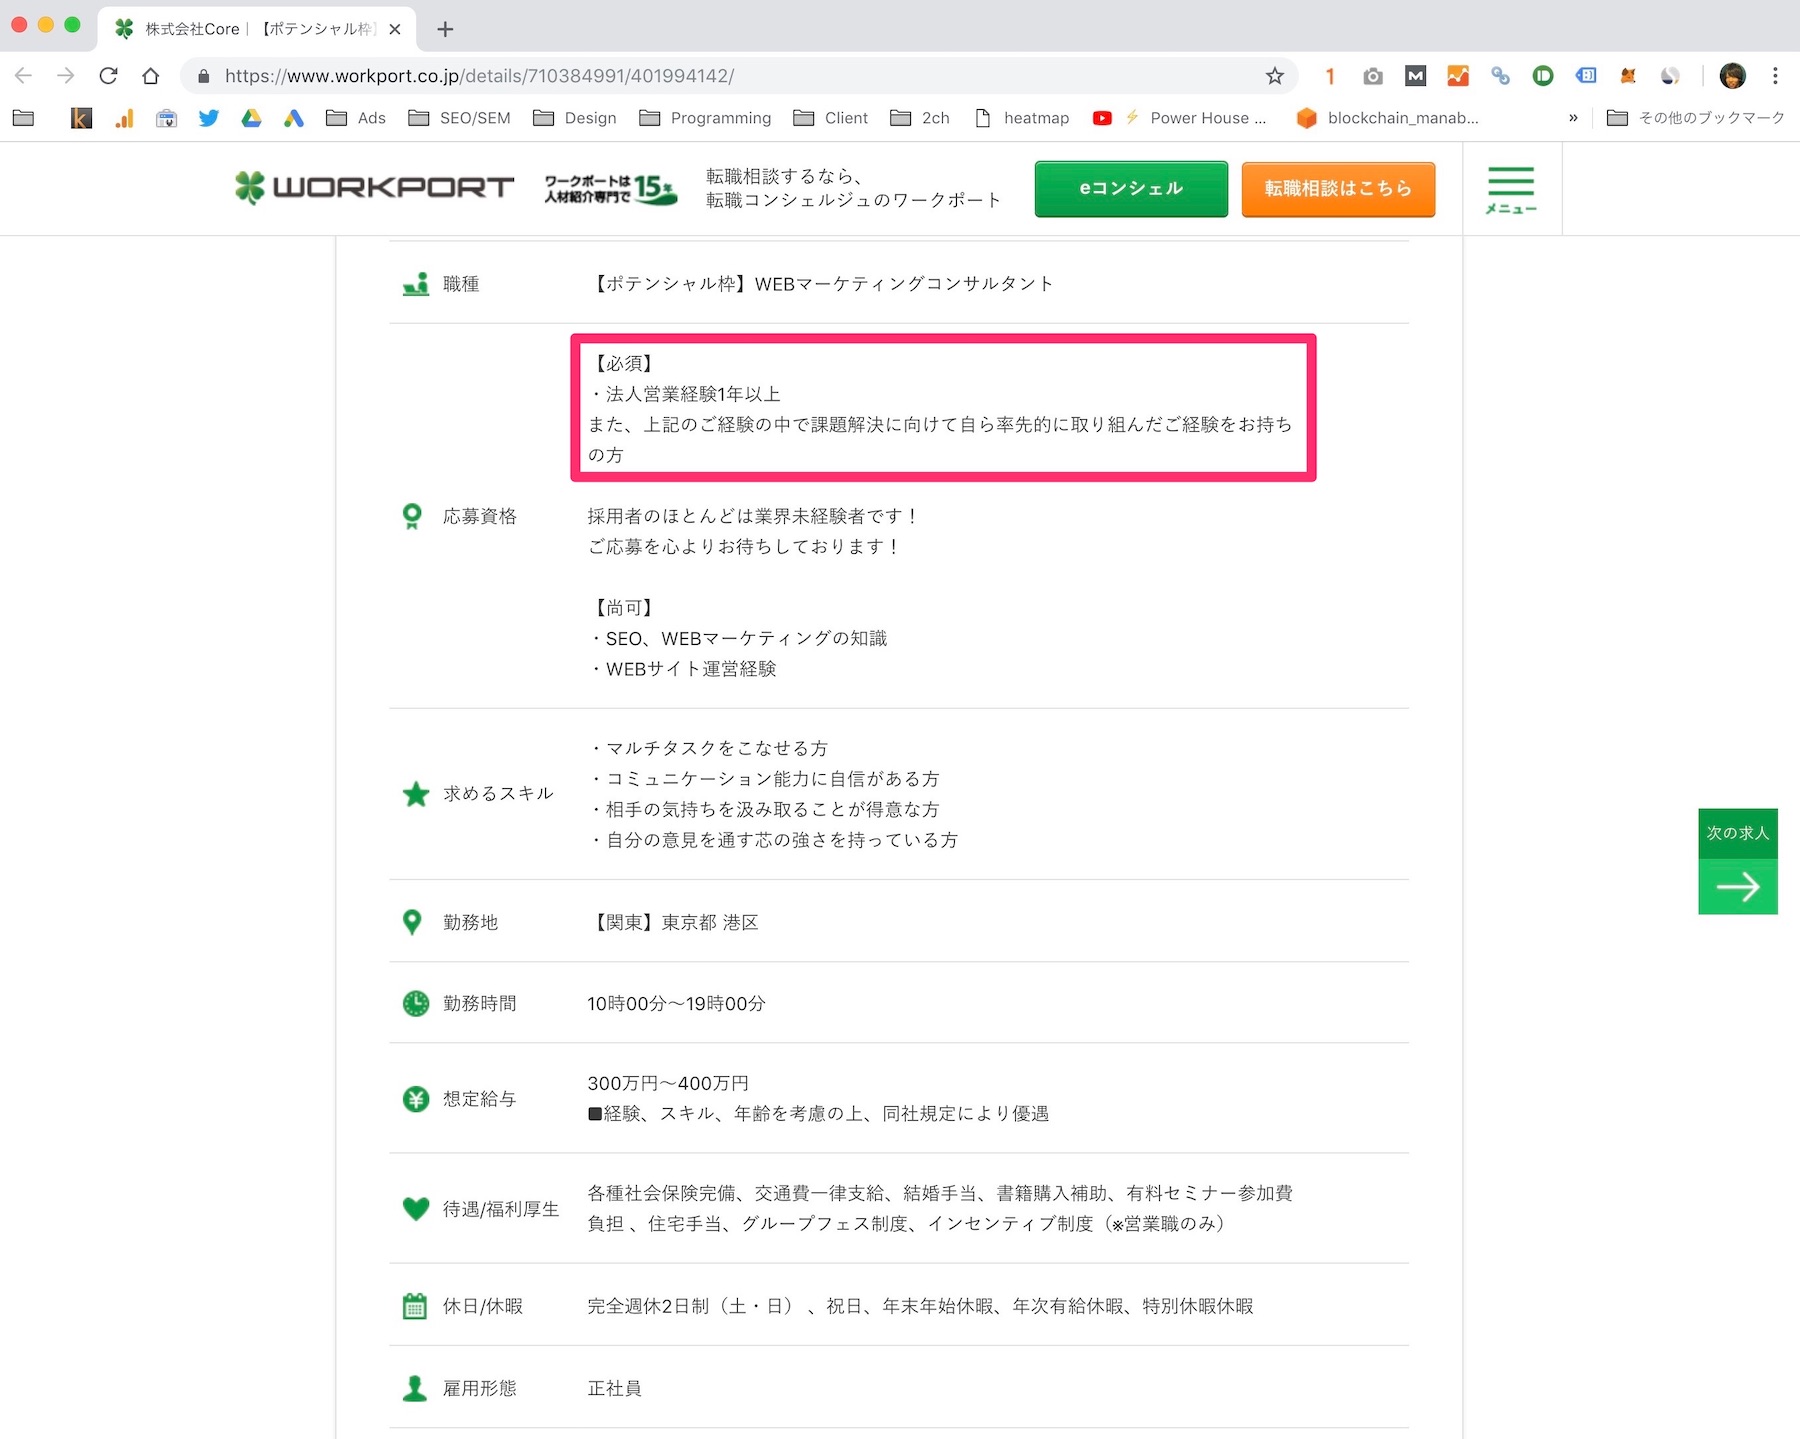 株式会社Core｜【ポテンシャル枠】
https://www.workport.co.jp/details/710384991/401994142/
Ads
SEO/SEM
Design
Programming
Client
2ch
heatmap
Power House ...
blockchain_manab...
»
その他のブックマーク
WORKPORT
ワークポートは
人材紹介専門で
15年
転職相談するなら、
転職コンシェルジュのワークポート
eコンシェル
転職相談はこちら
メニュー
職種
【ポテンシャル枠】WEBマーケティングコンサルタント
応募資格
【必須】
・法人営業経験1年以上
また、上記のご経験の中で課題解決に向けて自ら率先的に取り組んだご経験をお持ち
の方
採用者のほとんどは業界未経験者です！
ご応募を心よりお待ちしております！
【尚可】
・SEO、WEBマーケティングの知識
・WEBサイト運営経験
求めるスキル
・マルチタスクをこなせる方
・コミュニケーション能力に自信がある方
・相手の気持ちを汲み取ることが得意な方
・自分の意見を通す芯の強さを持っている方
次の求人
勤務地
【関東】東京都 港区
勤務時間
10時00分〜19時00分
想定給与
300万円〜400万円
■経験、スキル、年齢を考慮の上、同社規定により優遇
待遇/福利厚生
各種社会保険完備、交通費一律支給、結婚手当、書籍購入補助、有料セミナー参加費
負担 、住宅手当、グループフェス制度、インセンティブ制度（※営業職のみ）
休日/休暇
完全週休2日制（土・日） 、祝日、年末年始休暇、年次有給休暇、特別休暇休暇
雇用形態
正社員